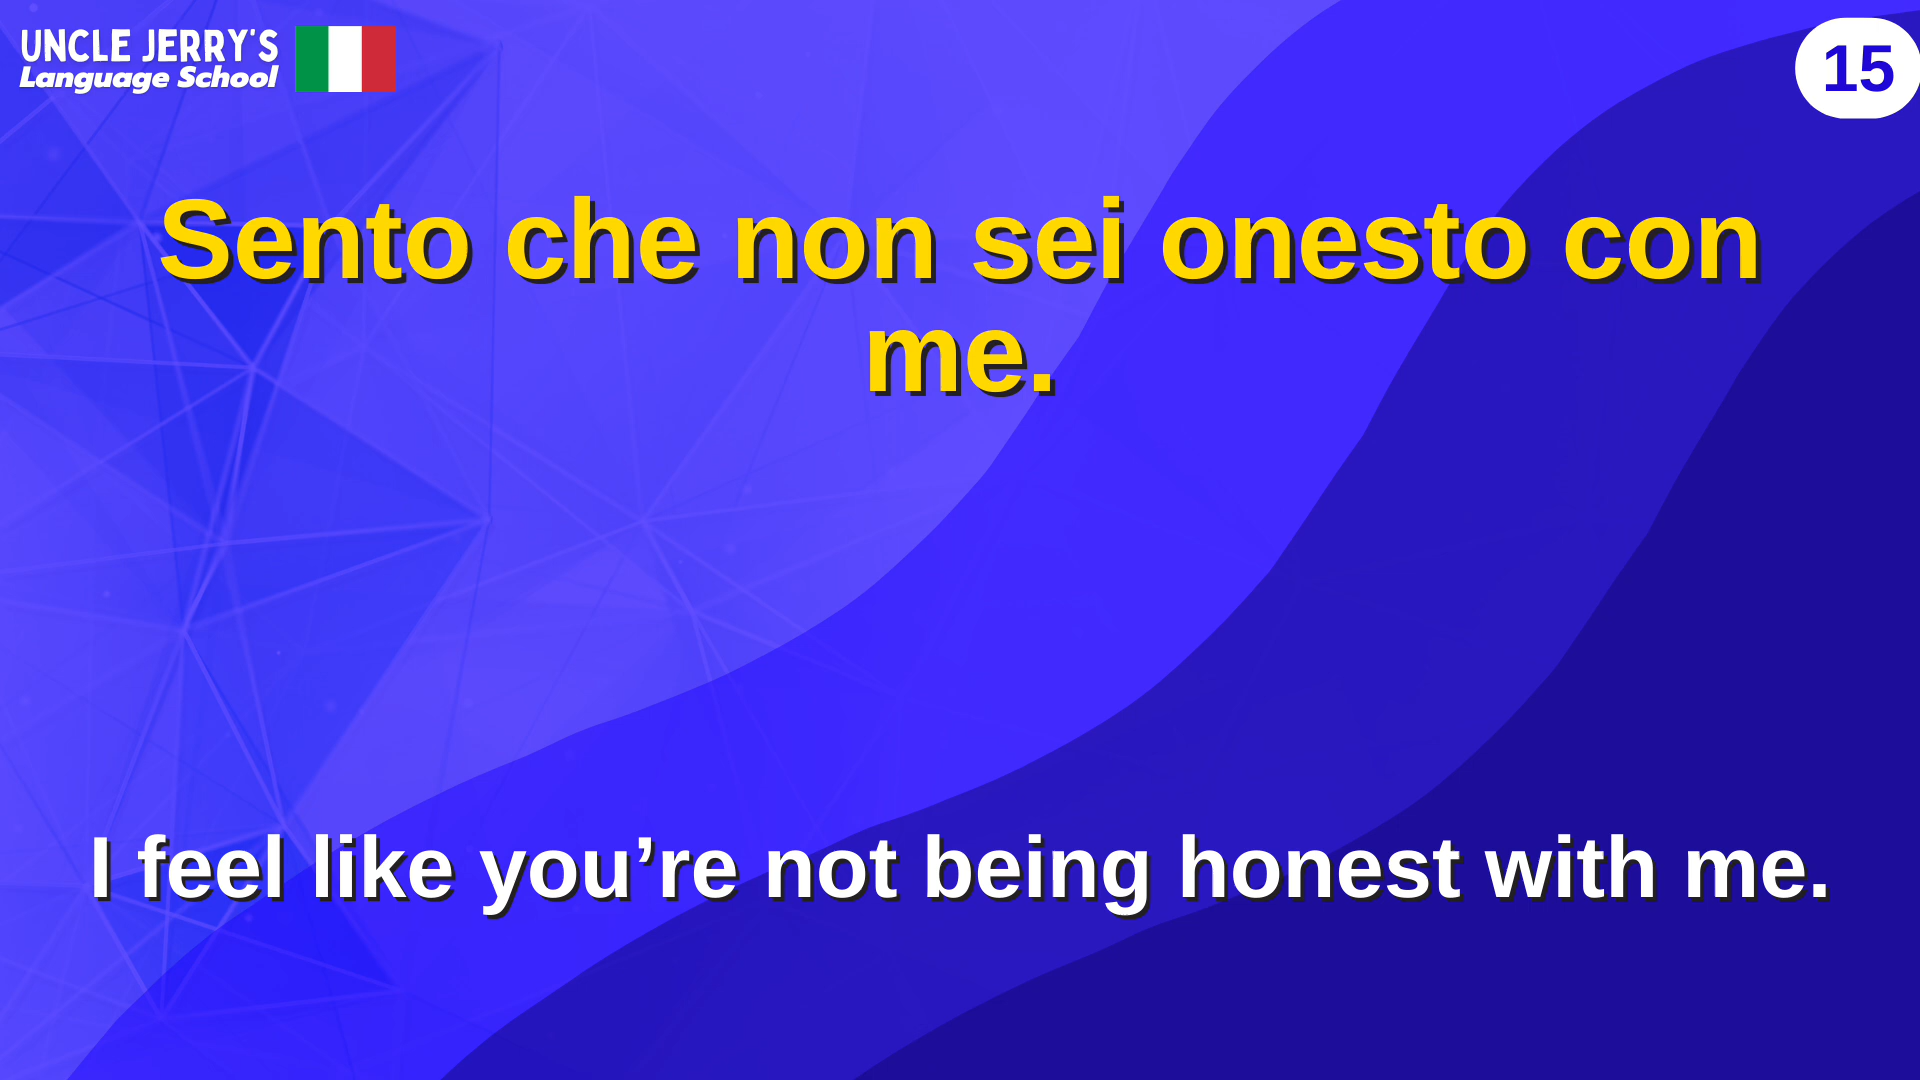 UNCLE JERRY'S
Language School
15
Sento che non sei onesto con
me.
I feel like you’re not being honest with me.